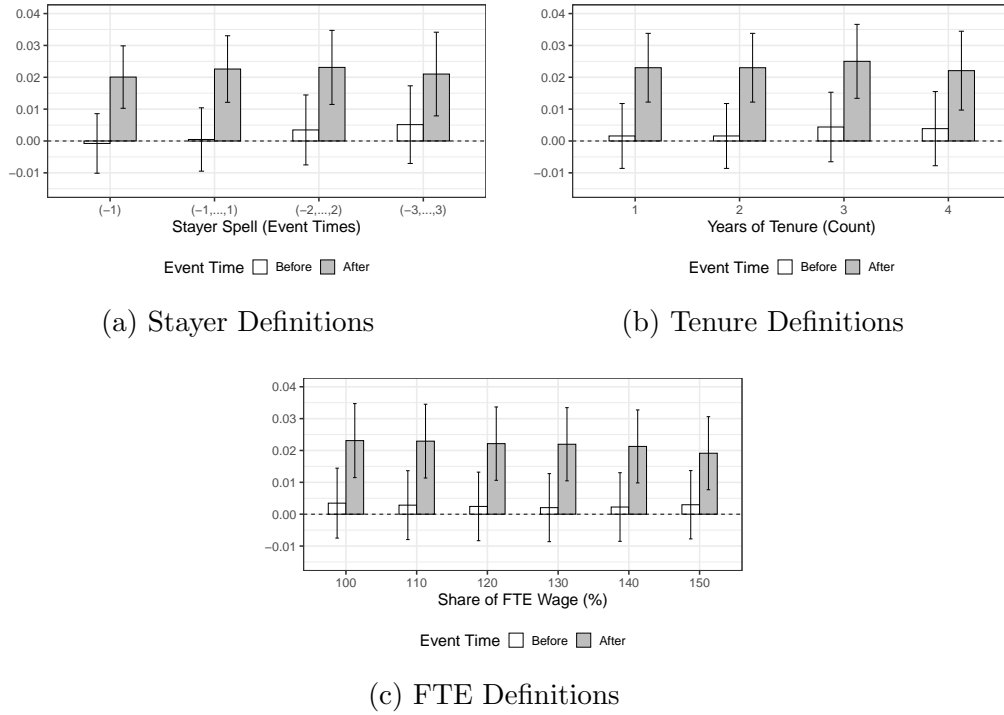 0.04
0.03
0.02
0.01
0.00
−0.01
(−1) (−1,...,1) (−2,...,2) (−3,...,3)
Stayer Spell (Event Times)
Event Time Before After
(a) Stayer Definitions
0.04
0.03
0.02
0.01
0.00
−0.01
1 2 3 4
Years of Tenure (Count)
Event Time Before After
(b) Tenure Definitions
0.04
0.03
0.02
0.01
0.00
−0.01
100 110 120 130 140 150
Share of FTE Wage (%)
Event Time Before After
(c) FTE Definitions